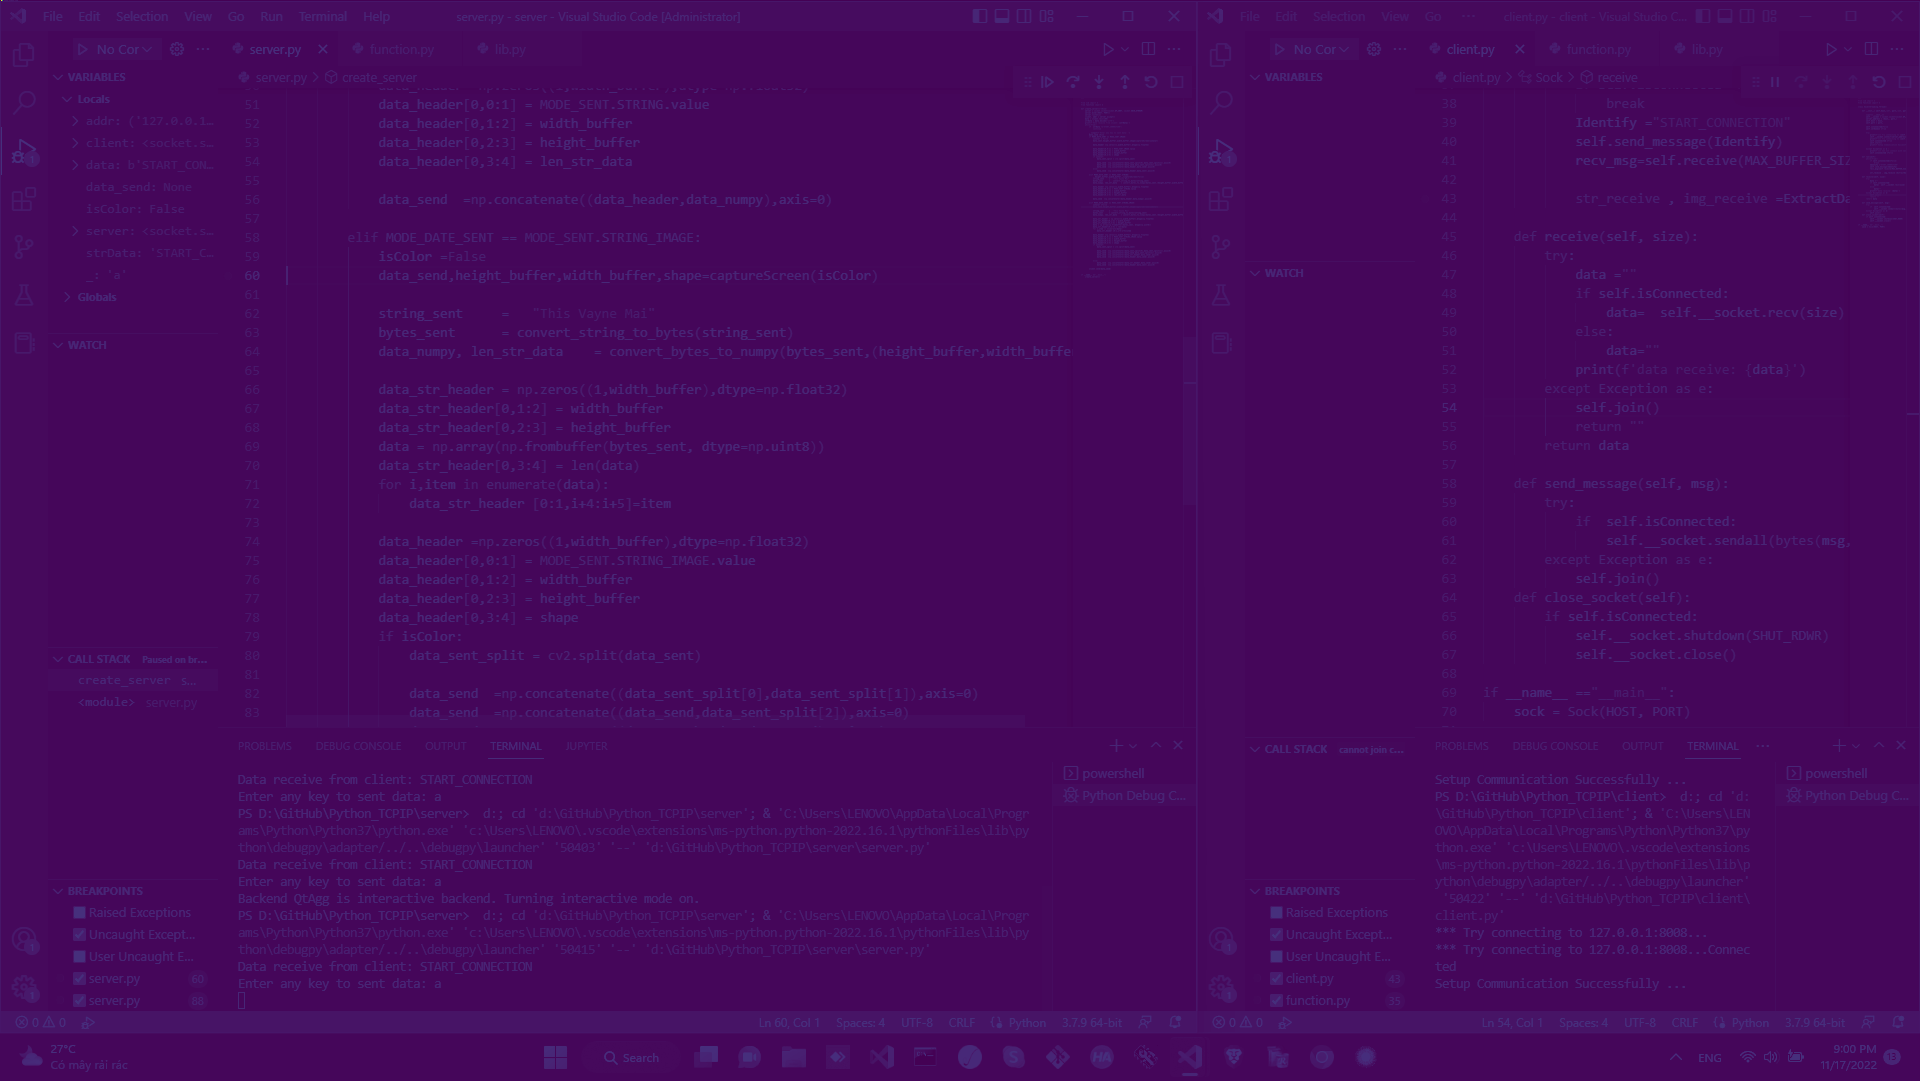 File Edit Selection View Go Run Terminal Help server.py - server - Visual Studio Code [Administrator]
No Cor
server.py function.py lib.py
server.py > create_server
VARIABLES
Locals
addr: ('127.0.0.1...
client: <socket.s...
data: b'START_CON...
data_send: None
isColor: False
server: <socket.s...
strData: 'START_C...
_: 'a'
Globals
WATCH
CALL STACK Paused on br...
create_server s...
<module> server.py
BREAKPOINTS
Raised Exceptions
Uncaught Except...
User Uncaught E...
server.py 60
server.py 88
51 data_header[0,0:1] = MODE_SENT.STRING.value
52 data_header[0,1:2] = width_buffer
53 data_header[0,2:3] = height_buffer
54 data_header[0,3:4] = len_str_data
55
56 data_send  =np.concatenate((data_header,data_numpy),axis=0)
57
58 elif MODE_DATE_SENT == MODE_SENT.STRING_IMAGE:
59 isColor =False
60 data_send,height_buffer,width_buffer,shape=captureScreen(isColor)
61
62 string_sent     =   "This Vayne Mai"
63 bytes_sent      = convert_string_to_bytes(string_sent)
64 data_numpy, len_str_data    = convert_bytes_to_numpy(bytes_sent,(height_buffer,width_buffe
65
66 data_str_header = np.zeros((1,width_buffer),dtype=np.float32)
67 data_str_header[0,1:2] = width_buffer
68 data_str_header[0,2:3] = height_buffer
69 data = np.array(np.frombuffer(bytes_sent, dtype=np.uint8))
70 data_str_header[0,3:4] = len(data)
71 for i,item in enumerate(data):
72 data_str_header [0:1,i+4:i+5]=item
73
74 data_header =np.zeros((1,width_buffer),dtype=np.float32)
75 data_header[0,0:1] = MODE_SENT.STRING_IMAGE.value
76 data_header[0,1:2] = width_buffer
77 data_header[0,2:3] = height_buffer
78 data_header[0,3:4] = shape
79 if isColor:
80 data_sent_split = cv2.split(data_sent)
81
82 data_send  =np.concatenate((data_sent_split[0],data_sent_split[1]),axis=0)
83 data_send  =np.concatenate((data_send,data_sent_split[2]),axis=0)
PROBLEMS DEBUG CONSOLE OUTPUT TERMINAL JUPYTER
powershell
Python Debug C...
Data receive from client: START_CONNECTION
Enter any key to sent data: a
PS D:\GitHub\Python_TCPIP\server>  d:; cd 'd:\GitHub\Python_TCPIP\server'; & 'C:\Users\LENOVO\AppData\Local\Progr
ams\Python\Python37\python.exe' 'c:\Users\LENOVO\.vscode\extensions\ms-python.python-2022.16.1\pythonFiles\lib\py
thon\debugpy\adapter/../..\debugpy\launcher' '50403' '--' 'd:\GitHub\Python_TCPIP\server\server.py'
Data receive from client: START_CONNECTION
Enter any key to sent data: a
Backend QtAgg is interactive backend. Turning interactive mode on.
PS D:\GitHub\Python_TCPIP\server>  d:; cd 'd:\GitHub\Python_TCPIP\server'; & 'C:\Users\LENOVO\AppData\Local\Progr
ams\Python\Python37\python.exe' 'c:\Users\LENOVO\.vscode\extensions\ms-python.python-2022.16.1\pythonFiles\lib\py
thon\debugpy\adapter/../..\debugpy\launcher' '50415' '--' 'd:\GitHub\Python_TCPIP\server\server.py'
Data receive from client: START_CONNECTION
Enter any key to sent data: a
0 0 Ln 60, Col 1 Spaces: 4 UTF-8 CRLF Python 3.7.9 64-bit
File Edit Selection View Go ... client.py - client - Visual Studio C...
No Cor
client.py function.py lib.py
client.py > Sock > receive
VARIABLES
WATCH
CALL STACK cannot join c...
BREAKPOINTS
Raised Exceptions
Uncaught Except...
User Uncaught E...
client.py 43
function.py 35
38 break
39 Identify ="START_CONNECTION"
40 self.send_message(Identify)
41 recv_msg=self.receive(MAX_BUFFER_SIZ
42
43 str_receive , img_receive =ExtractDa
44
45 def receive(self, size):
46 try:
47 data =""
48 if self.isConnected:
49 data=  self.__socket.recv(size)
50 else:
51 data=""
52 print(f'data receive: {data}')
53 except Exception as e:
54 self.join()
55 return ""
56 return data
57
58 def send_message(self, msg):
59 try:
60 if  self.isConnected:
61 self.__socket.sendall(bytes(msg,
62 except Exception as e:
63 self.join()
64 def close_socket(self):
65 if self.isConnected:
66 self.__socket.shutdown(SHUT_RDWR)
67 self.__socket.close()
68
69 if __name__ =="__main__":
70 sock = Sock(HOST, PORT)
PROBLEMS DEBUG CONSOLE OUTPUT TERMINAL ...
powershell
Python Debug C...
Setup Communication Successfully ...
PS D:\GitHub\Python_TCPIP\client>  d:; cd 'd:
\GitHub\Python_TCPIP\client'; & 'C:\Users\LEN
OVO\AppData\Local\Programs\Python\Python37\py
thon.exe' 'c:\Users\LENOVO\.vscode\extensions
\ms-python.python-2022.16.1\pythonFiles\lib\p
ython\debugpy\adapter/../..\debugpy\launcher'
'50422' '--' 'd:\GitHub\Python_TCPIP\client\
client.py'
*** Try connecting to 127.0.0.1:8008...
*** Try connecting to 127.0.0.1:8008...Connec
ted
Setup Communication Successfully ...
0 0 Ln 54, Col 1 Spaces: 4 UTF-8 CRLF Python 3.7.9 64-bit
27°C
Có mây rải rác
Search
ENG
9:00 PM
11/17/2022